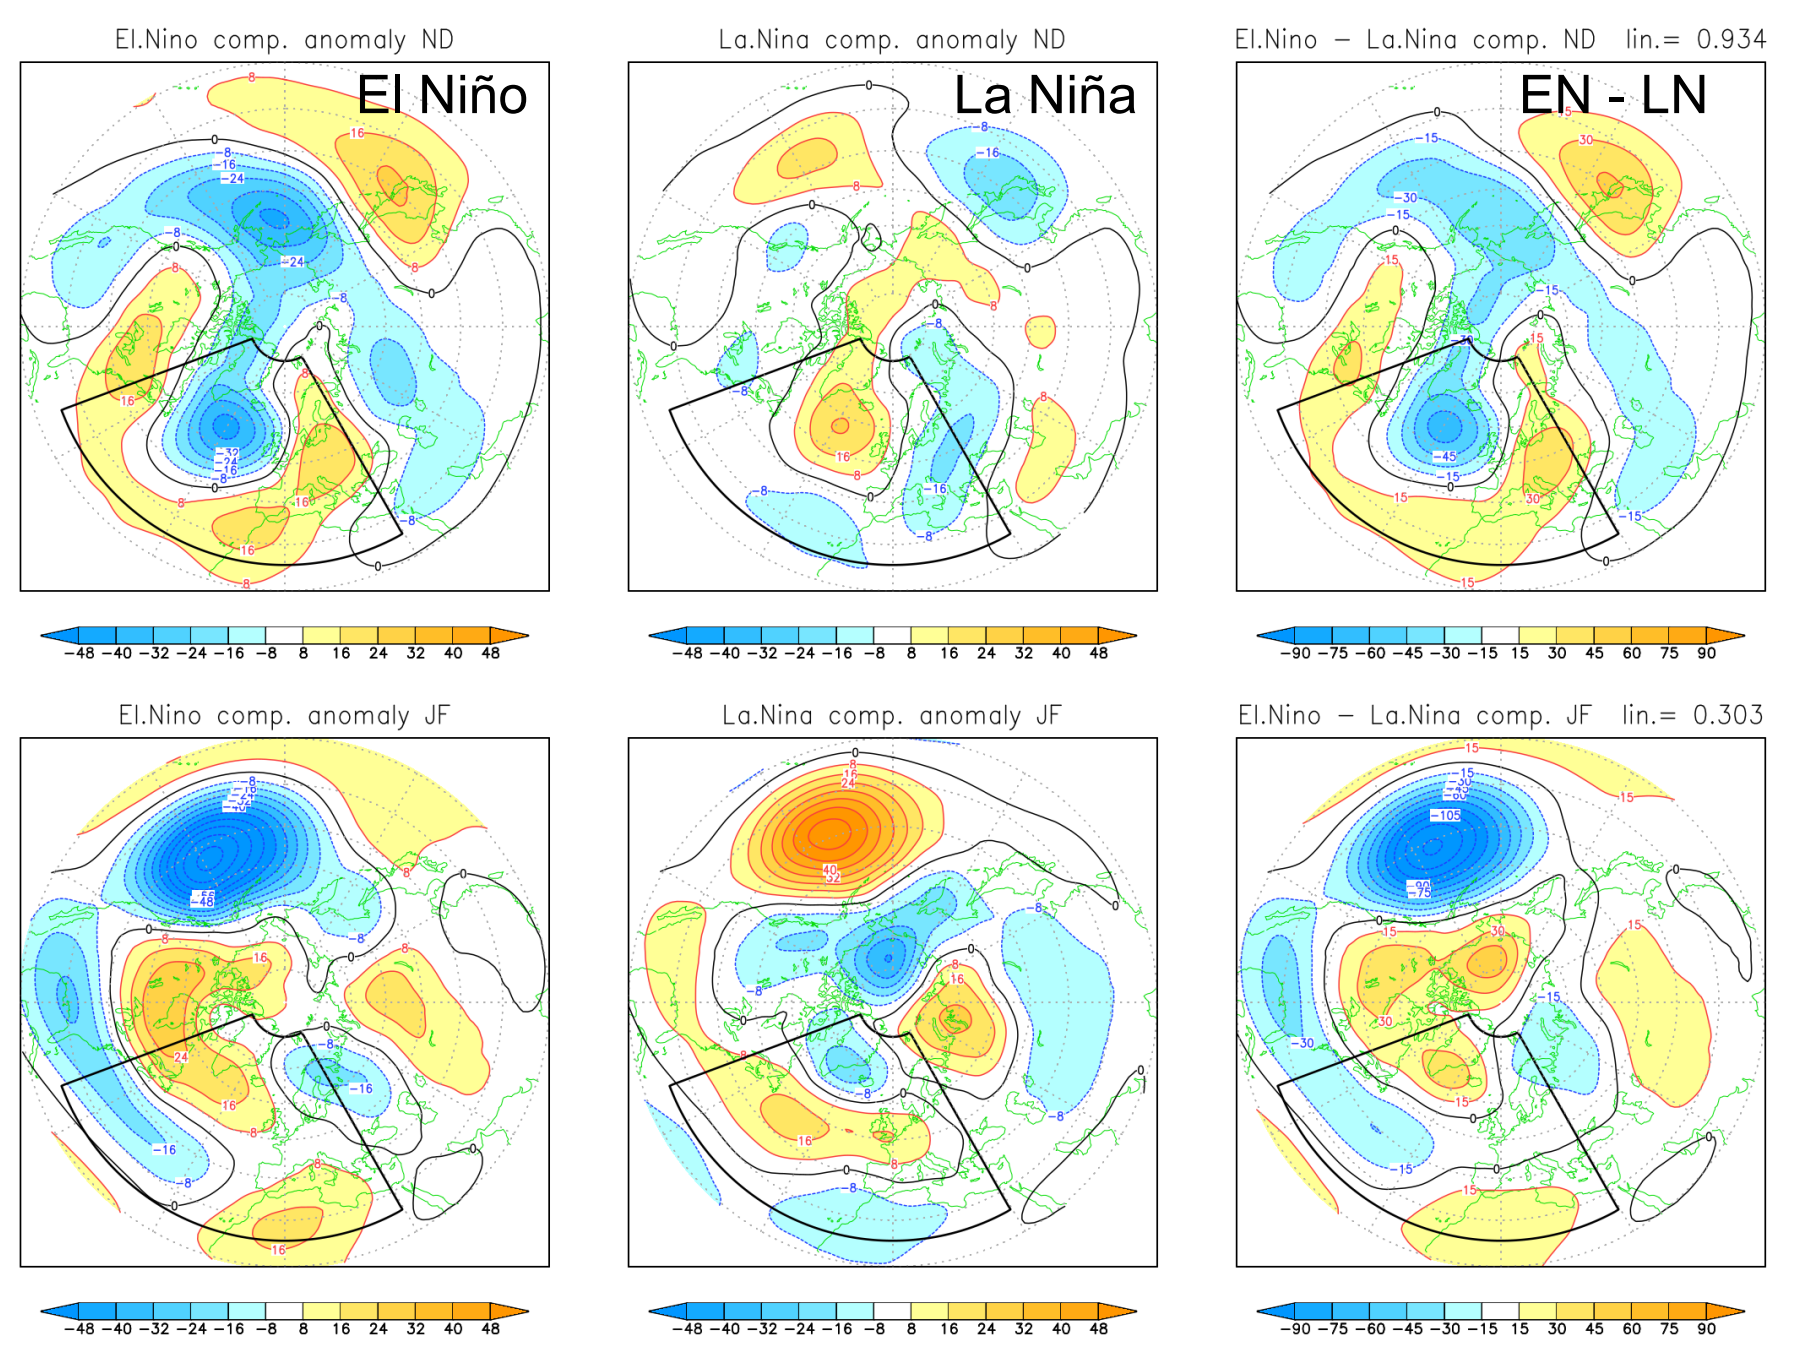 El.Nino comp. anomaly ND
La.Nina comp. anomaly ND
El.Nino − La.Nina comp. ND lin.= 0.934
El Niño
La Niña
EN - LN
−48 −40 −32 −24 −16 −8 8 16 24 32 40 48
−48 −40 −32 −24 −16 −8 8 16 24 32 40 48
−90 −75 −60 −45 −30 −15 15 30 45 60 75 90
El.Nino comp. anomaly JF
La.Nina comp. anomaly JF
El.Nino − La.Nina comp. JF lin.= 0.303
−48 −40 −32 −24 −16 −8 8 16 24 32 40 48
−48 −40 −32 −24 −16 −8 8 16 24 32 40 48
−90 −75 −60 −45 −30 −15 15 30 45 60 75 90